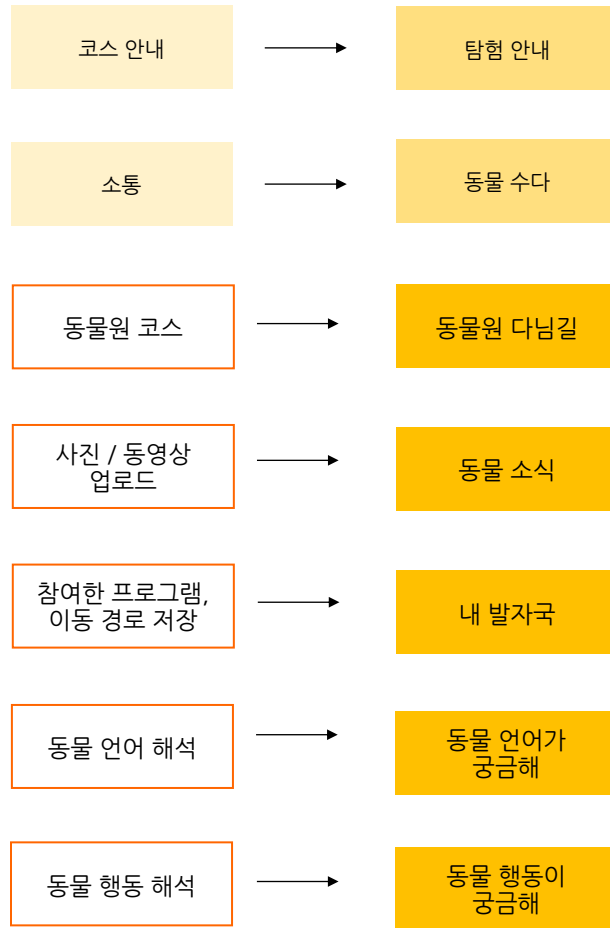 코스 안내
탐험 안내
소통
동물 수다
동물원 코스
동물원 다님길
사진 / 동영상
업로드
동물 소식
참여한 프로그램,
이동 경로 저장
내 발자국
동물 언어 해석
동물 언어가
궁금해
동물 행동 해석
동물 행동이
궁금해